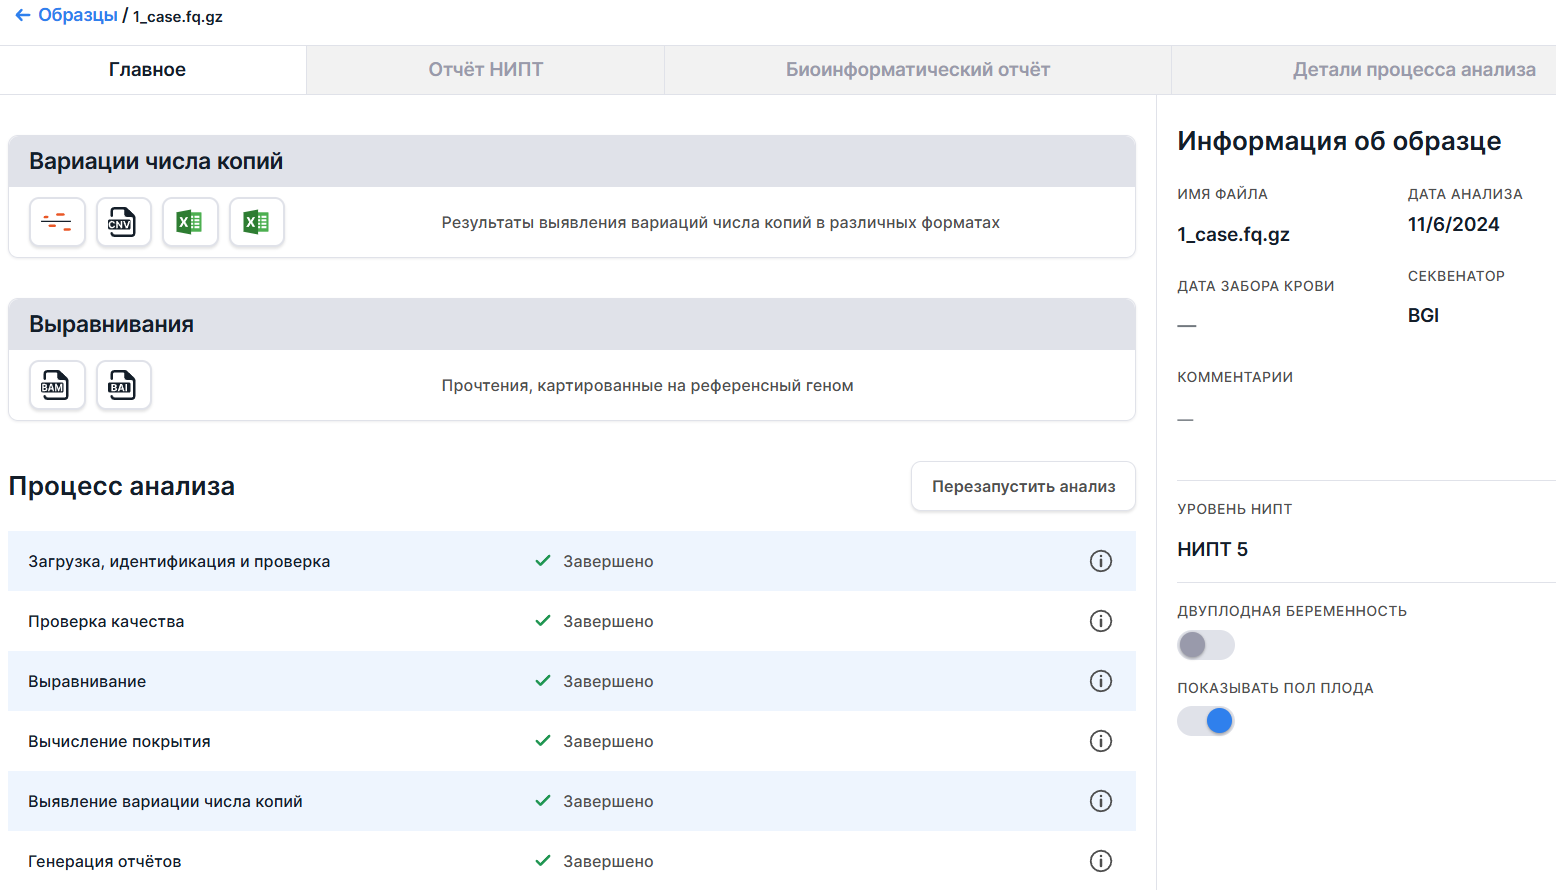 ← Образцы / 1_case.fq.gz
Главное
Отчёт НИПТ
Биоинформатический отчёт
Детали процесса анализа
Вариации числа копий
CNV
X
X
Результаты выявления вариаций числа копий в различных форматах
Выравнивания
BAM
BAI
Прочтения, картированные на референсный геном
Процесс анализа
Перезапустить анализ
Загрузка, идентификация и проверка
Завершено
Проверка качества
Завершено
Выравнивание
Завершено
Вычисление покрытия
Завершено
Выявление вариации числа копий
Завершено
Генерация отчётов
Завершено
Информация об образце
ИМЯ ФАЙЛА
1_case.fq.gz
ДАТА АНАЛИЗА
11/6/2024
ДАТА ЗАБОРА КРОВИ
—
СЕКВЕНАТОР
BGI
КОММЕНТАРИИ
—
УРОВЕНЬ НИПТ
НИПТ 5
ДВУПЛОДНАЯ БЕРЕМЕННОСТЬ
ПОКАЗЫВАТЬ ПОЛ ПЛОДА